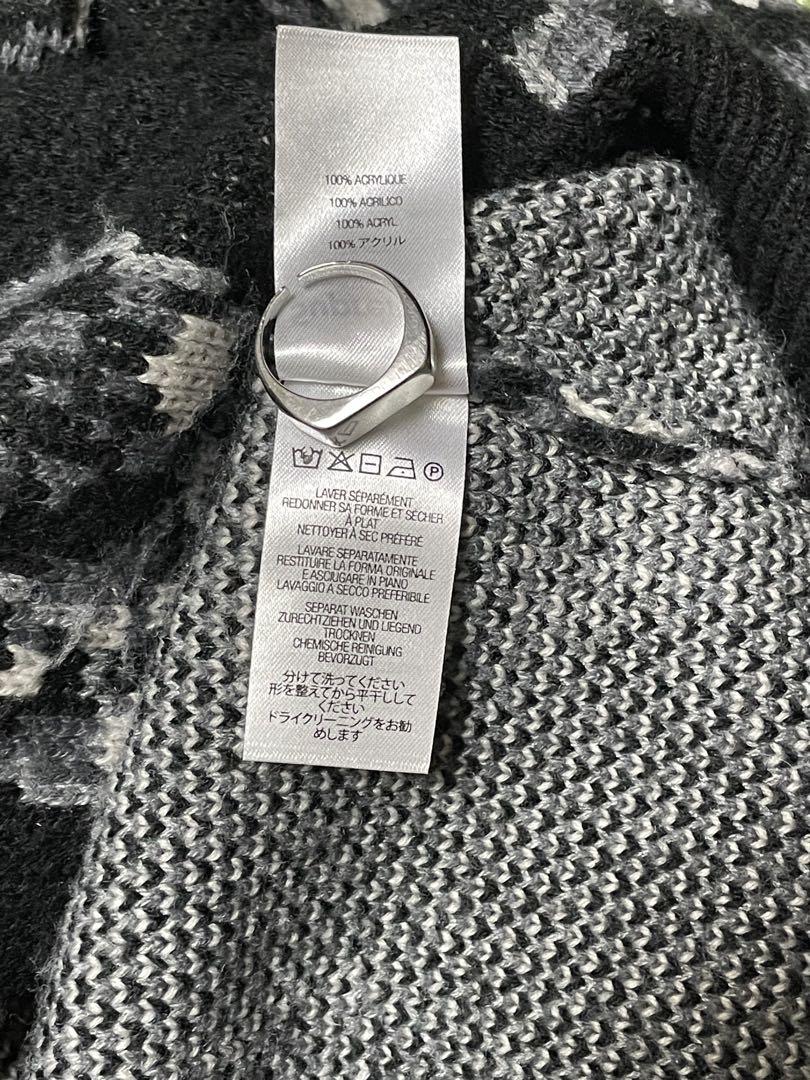 100% ACRYLIQUE
100% ACRILICO
100% ACRYL
100% アクリル
P
LAVER SÉPARÉMENT
REDONNER SA FORME ET SÉCHER
À PLAT
NETTOYER À SEC PRÉFÉRÉ
LAVARE SEPARATAMENTE
RESTITUIRE LA FORMA ORIGINALE
E ASCIUGARE IN PIANO
LAVAGGIO A SECCO PREFERIBILE
SEPARAT WASCHEN
ZURECHTZIEHEN UND LIEGEND
TROCKNEN
CHEMISCHE REINIGUNG
BEVORZUGT
分けて洗ってください
形を整えてから平干しして
ください
ドライクリーニングをお勧
めします